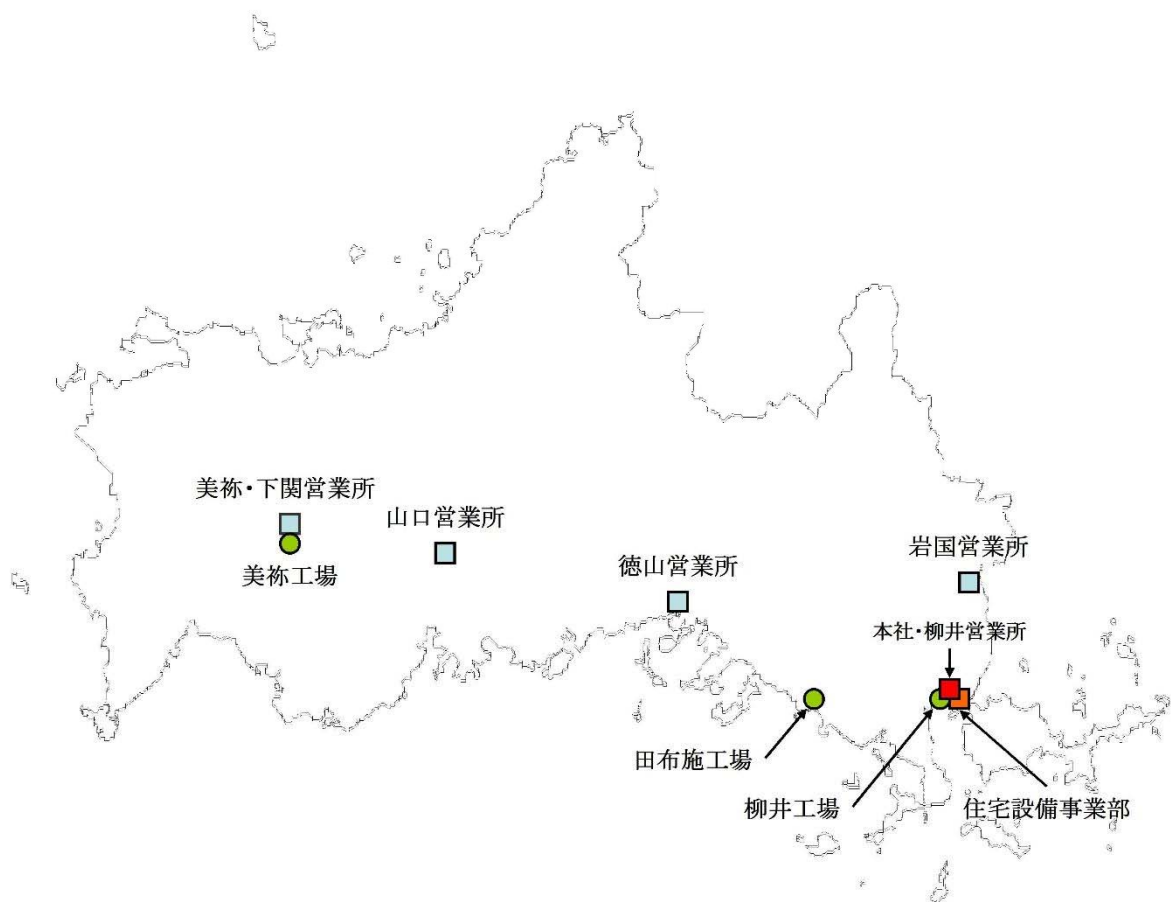 美祢・下関営業所
美祢工場
山口営業所
徳山営業所
岩国営業所
本社・柳井営業所
田布施工場
柳井工場
住宅設備事業部